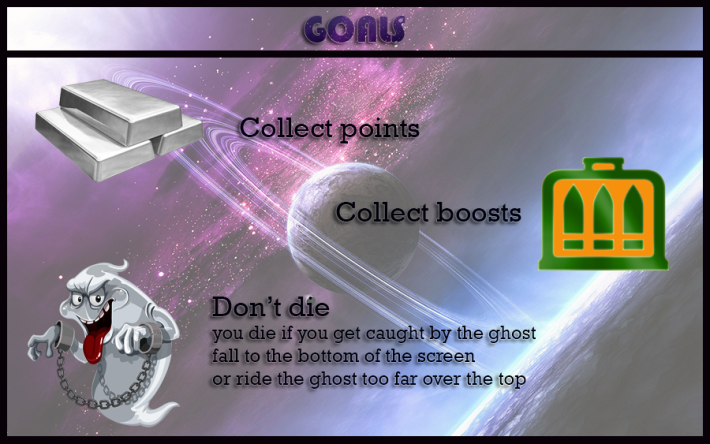 GOALS
Collect points
Collect boosts
Don't die
you die if you get caught by the ghost
fall to the bottom of the screen
or ride the ghost too far over the top